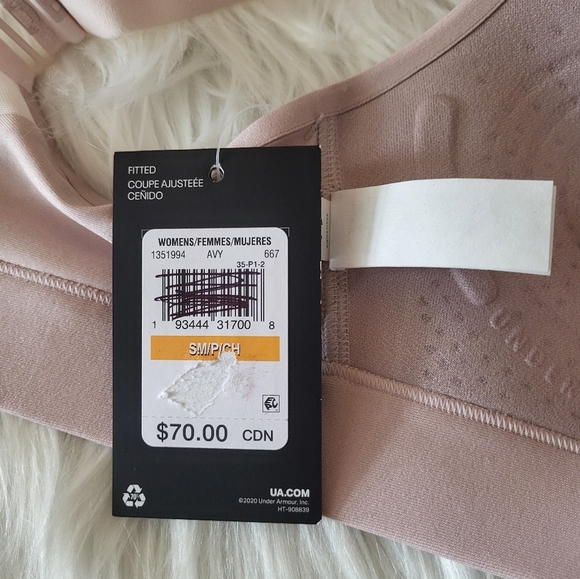 FITTED
COUPE AJUSTEÉE
CEÑIDO
WOMENS/FEMMES/MUJERES
1351994 AVY 667
35-P1-2
1 93444 31700 8
SM/P/CH
$70.00 CDN
UA.COM
©2020 Under Armour, Inc.
HT-908839